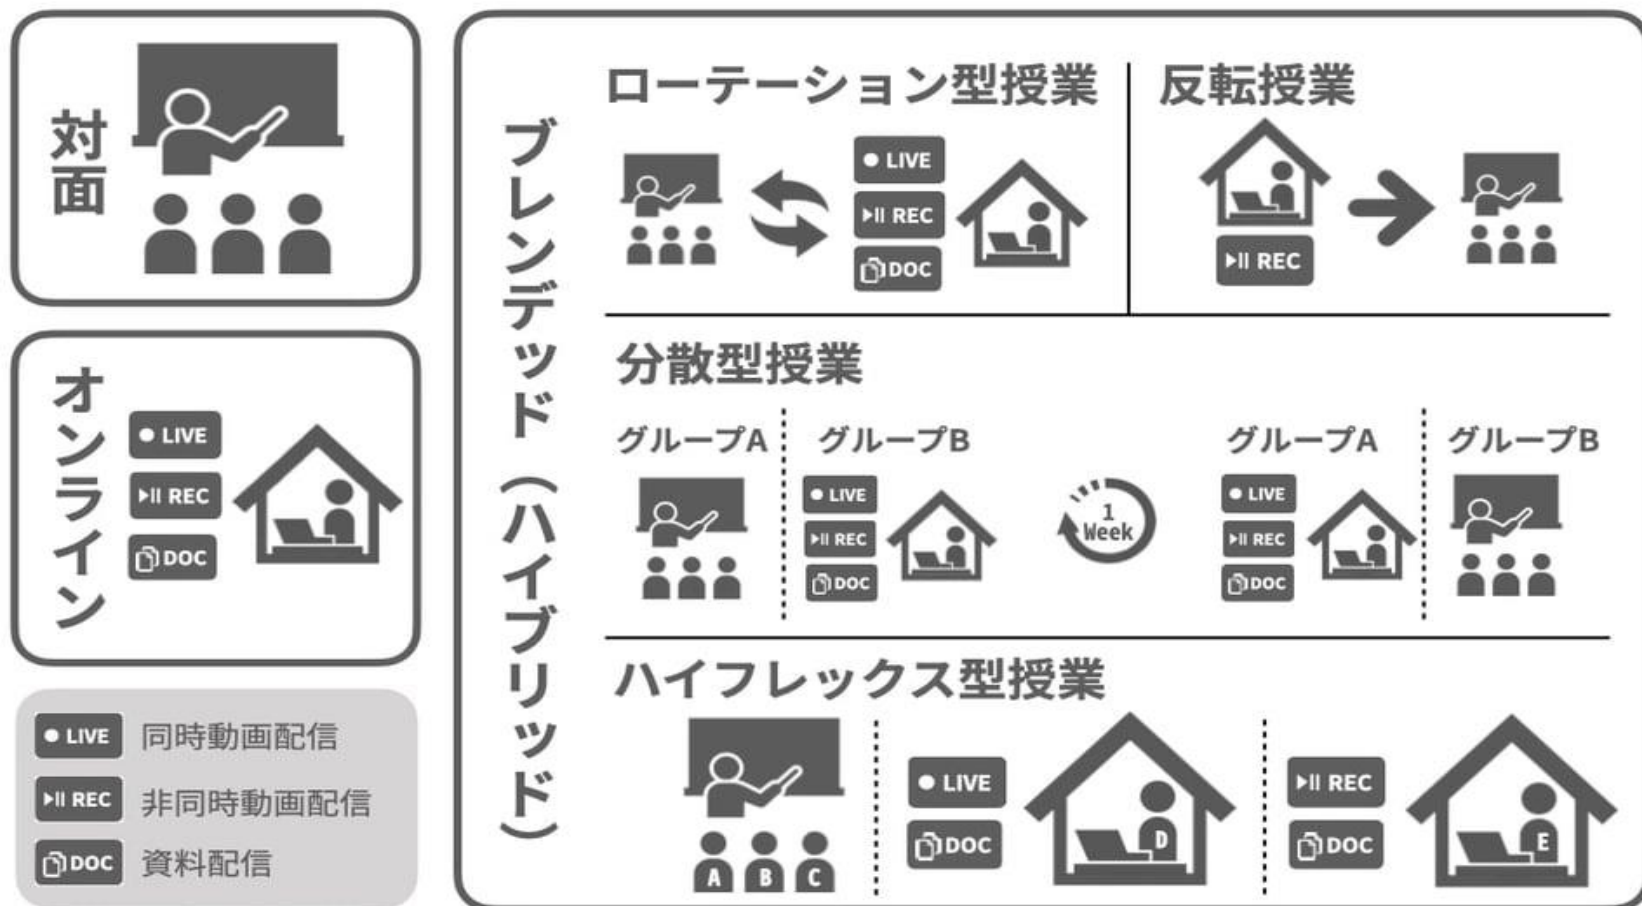 対面
オンライン
LIVE
REC
DOC
LIVE 同時動画配信
REC 非同時動画配信
DOC 資料配信
ブレンデッド（ハイブリッド）
ローテーション型授業
LIVE
REC
DOC
反転授業
REC
分散型授業
グループA
グループB
LIVE
REC
DOC
1
Week
グループA
グループB
LIVE
REC
DOC
ハイフレックス型授業
A B C
LIVE
DOC
D
REC
DOC
E